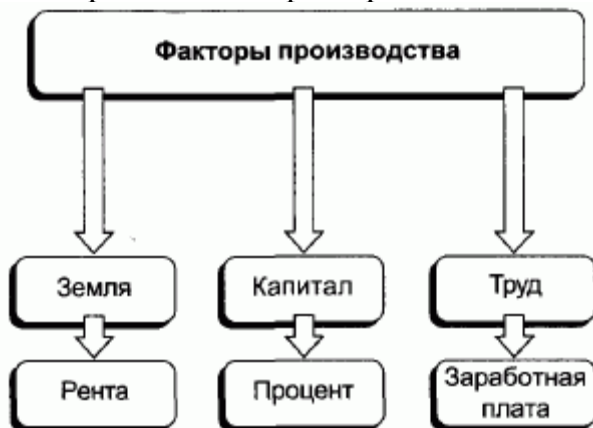 Факторы производства
Земля
Капитал
Труд
Рента
Процент
Заработная
плата